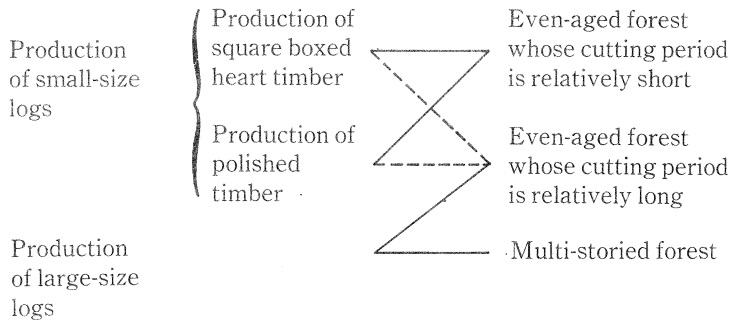 Production
of small-size
logs
Production of
square boxed
heart timber
Production of
polished
timber
Even-aged forest
whose cutting period
is relatively short
Even-aged forest
whose cutting period
is relatively long
Production
of large-size
logs
Multi-storied forest